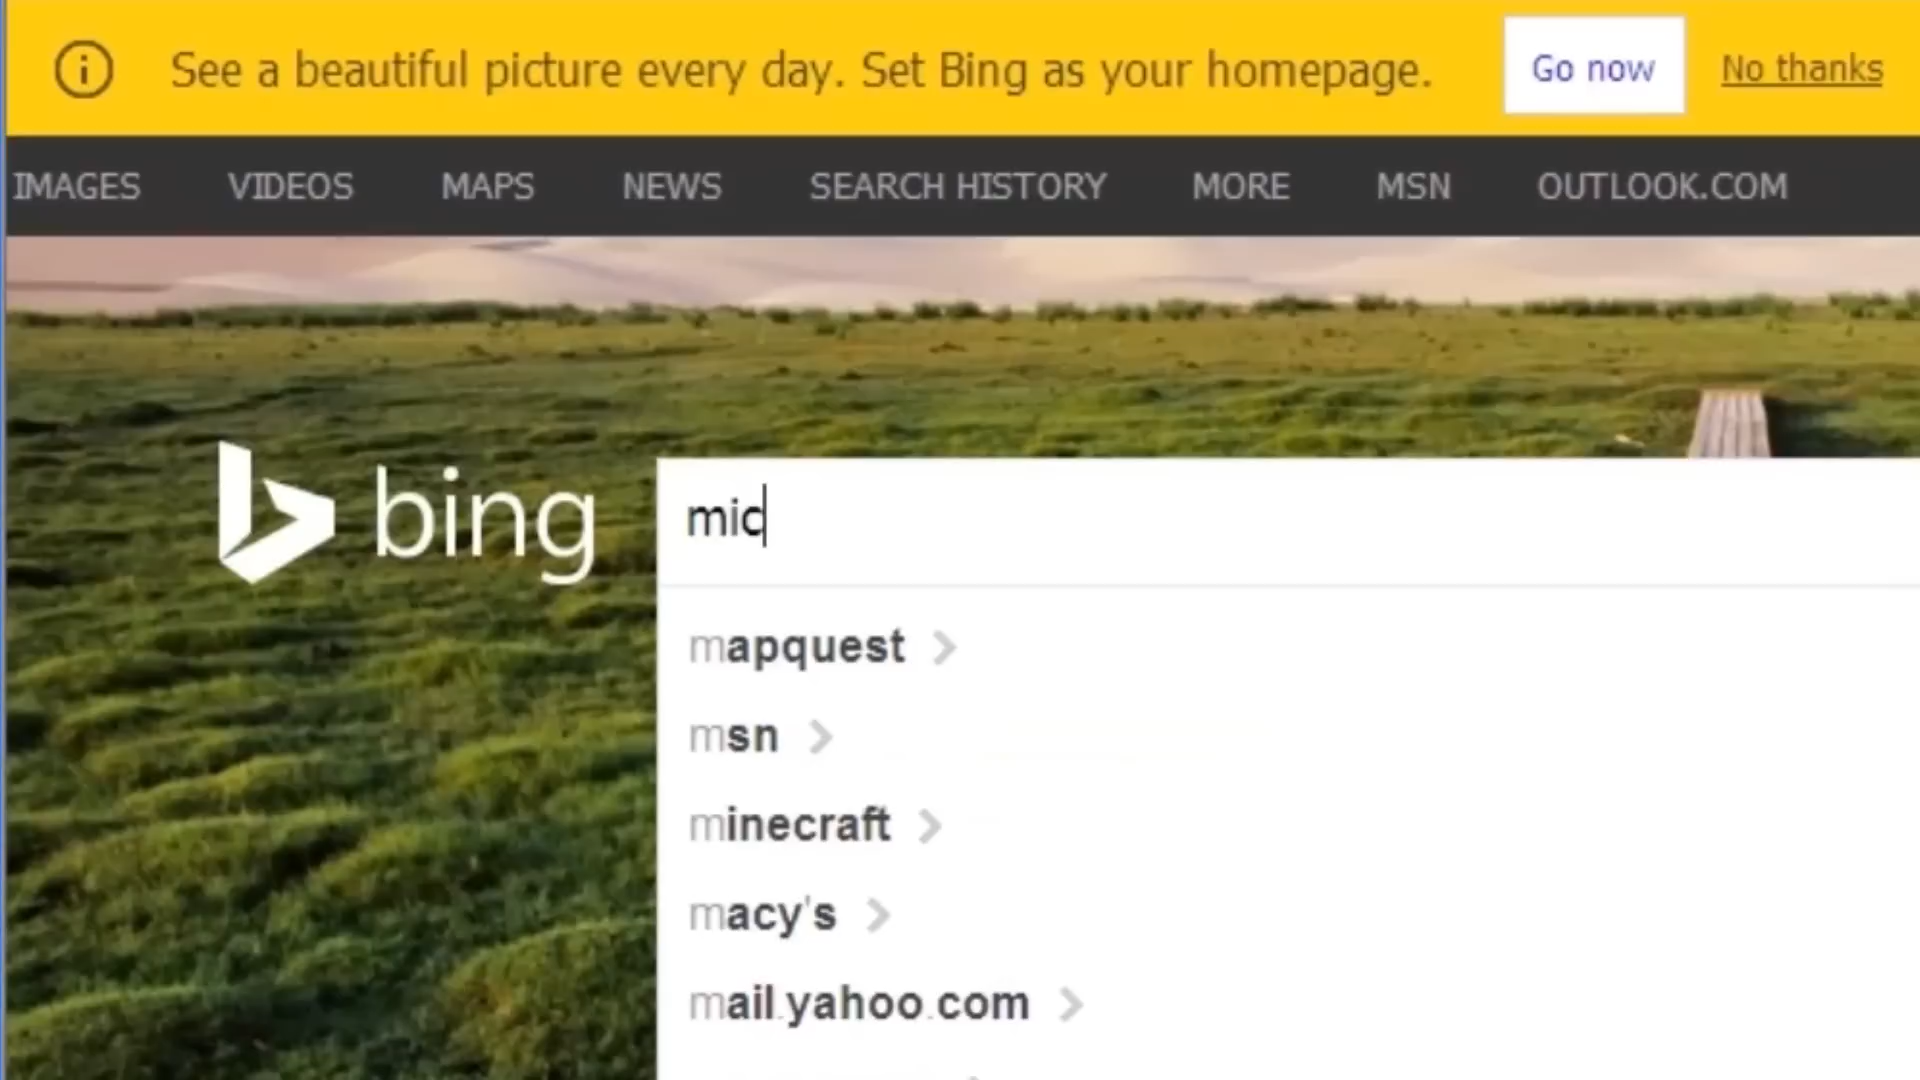 See a beautiful picture every day. Set Bing as your homepage. Go now No thanks
IMAGES VIDEOS MAPS NEWS SEARCH HISTORY MORE MSN OUTLOOK.COM
bing mic
mapquest
msn
minecraft
macy's
mail.yahoo.com